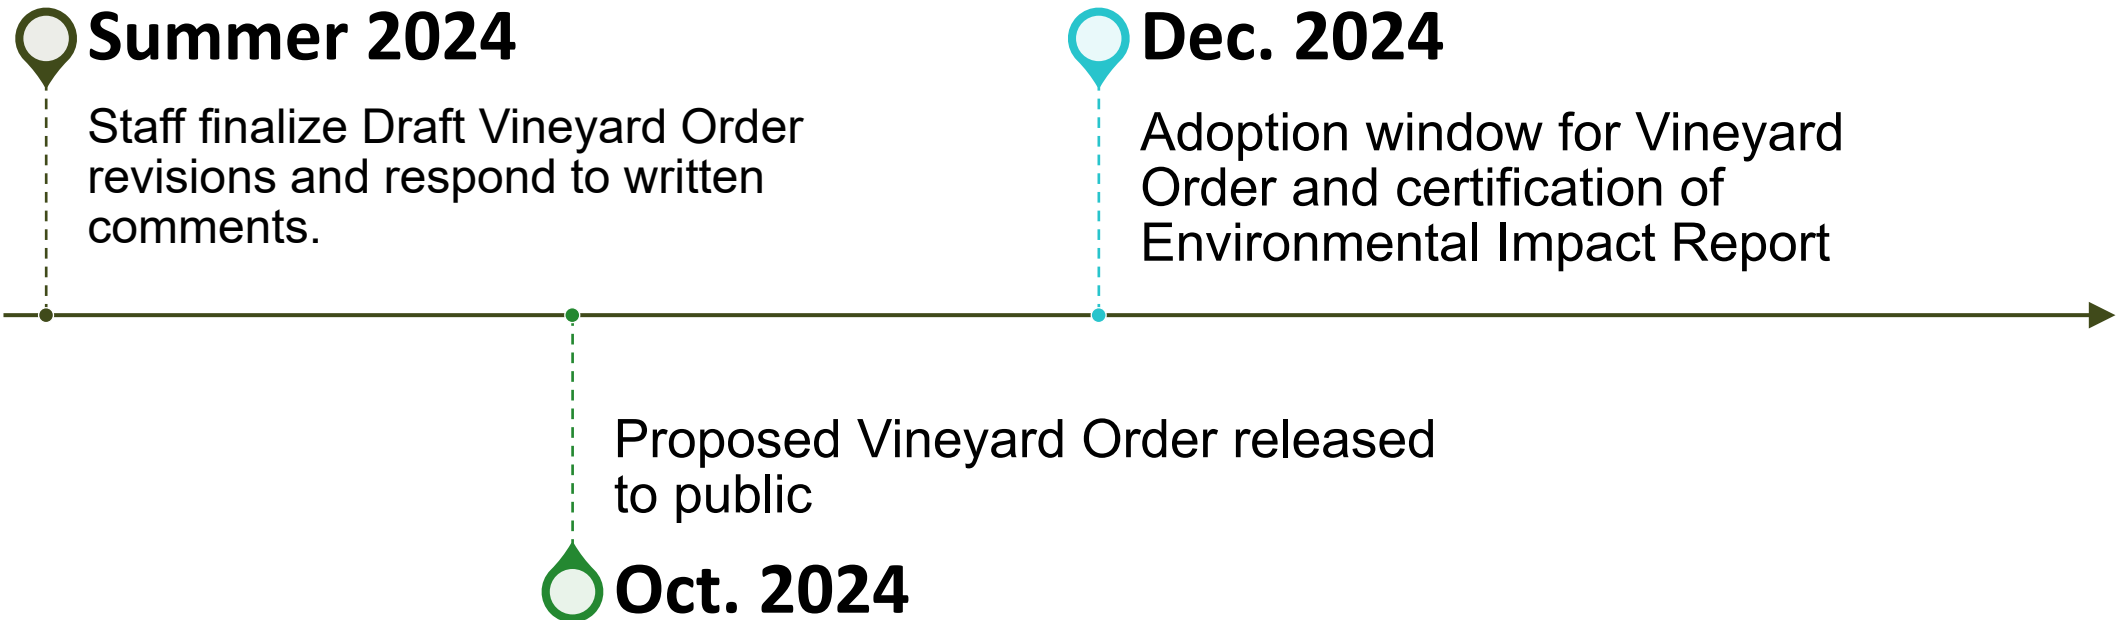 Summer 2024
Staff finalize Draft Vineyard Order
revisions and respond to written
comments.
Dec. 2024
Adoption window for Vineyard
Order and certification of
Environmental Impact Report
Proposed Vineyard Order released
to public
Oct. 2024